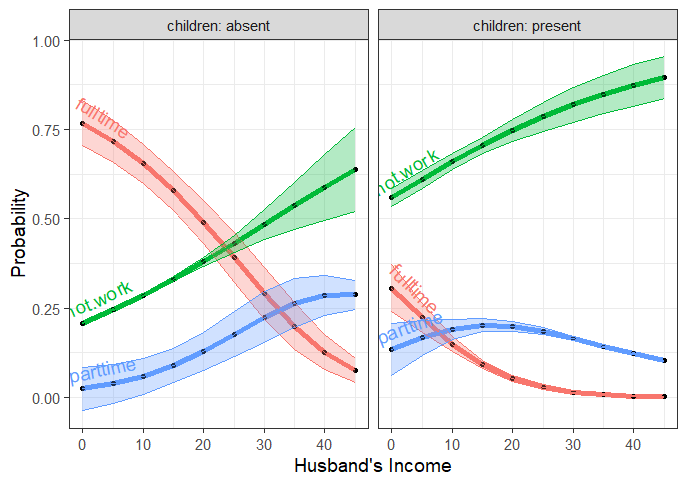 children: absent
children: present
1.00
0.75
0.50
0.25
0.00
Probability
fulltime
not.work
parttime
not.work
fulltime
parttime
0 10 20 30 40
0 10 20 30 40
Husband's Income